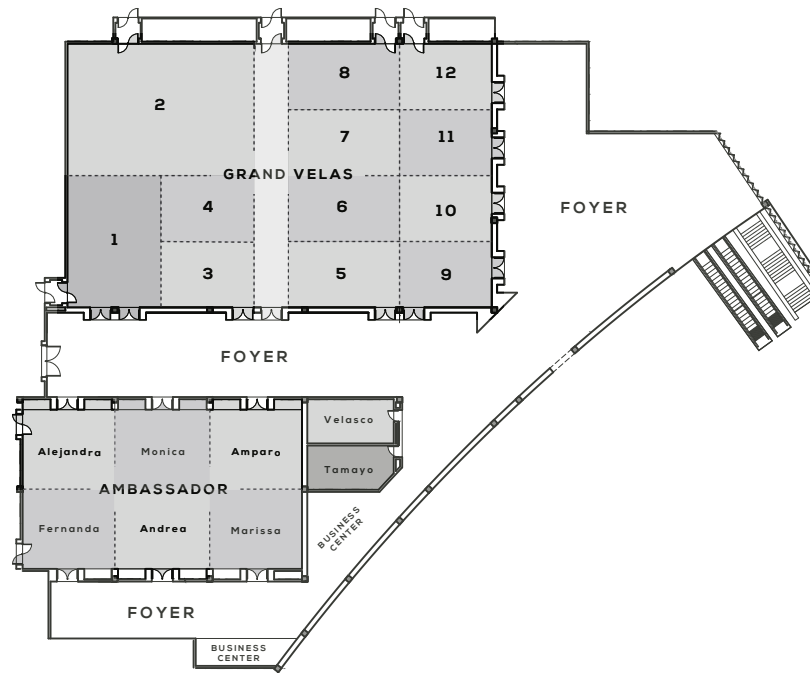 8
12
2
7
11
GRAND VELAS
4
6
10
FOYER
1
3
5
9
FOYER
Velasco
Alejandra
Monica
Amparo
Tamayo
AMBASSADOR
Fernanda
Andrea
Marissa
BUSINESS
CENTER
FOYER
BUSINESS
CENTER